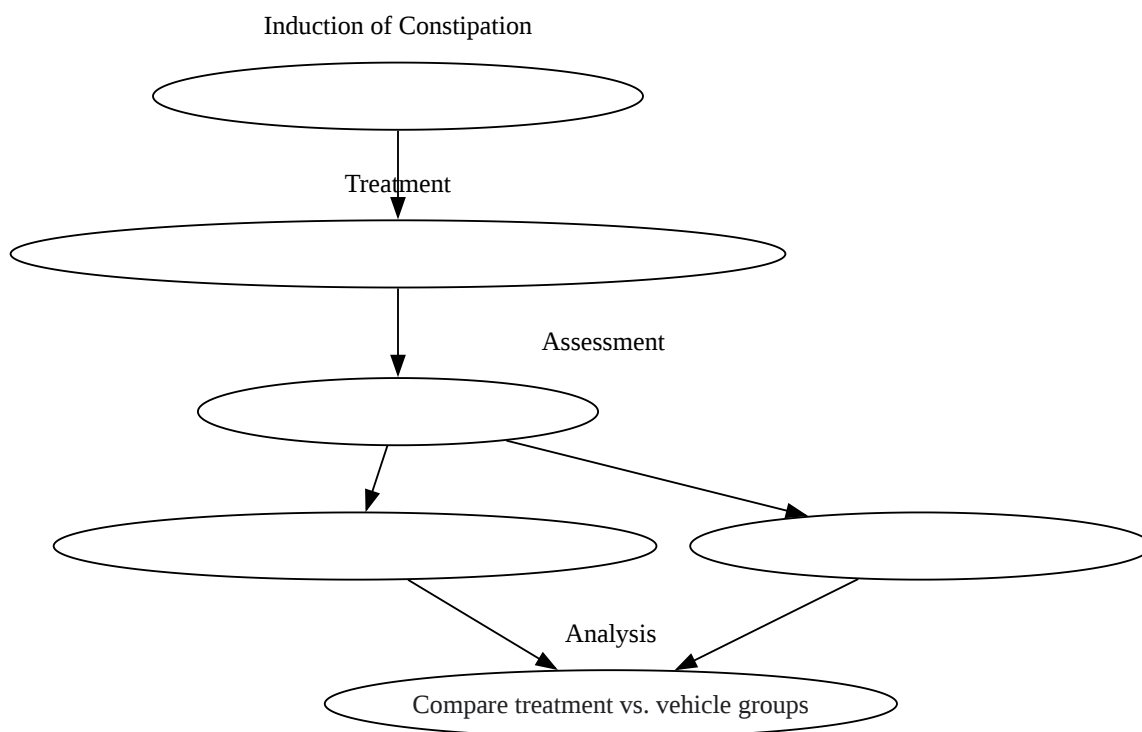 Induction of Constipation
Treatment
Assessment
Analysis
Compare treatment vs. vehicle groups